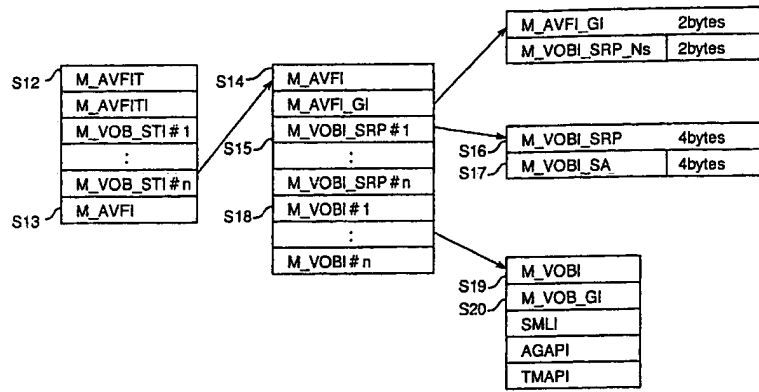 M_AVFI_GI 2bytes
M_VOBI_SRP_Ns 2bytes
S12 M_AVFIT
M_AVFITI
M_VOB_STI#1
:
M_VOB_STI#n
S13 M_AVFI
S14 M_AVFI
M_AVFI_GI
M_VOBI_SRP#1
S15 :
M_VOBI_SRP#n
S18 M_VOBI#1
:
M_VOBI#n
M_VOBI_SRP 4bytes
S16
M_VOBI_SA 4bytes
S17
M_VOBI
S19
M_VOB_GI
S20
SMLI
AGAPI
TMAPI